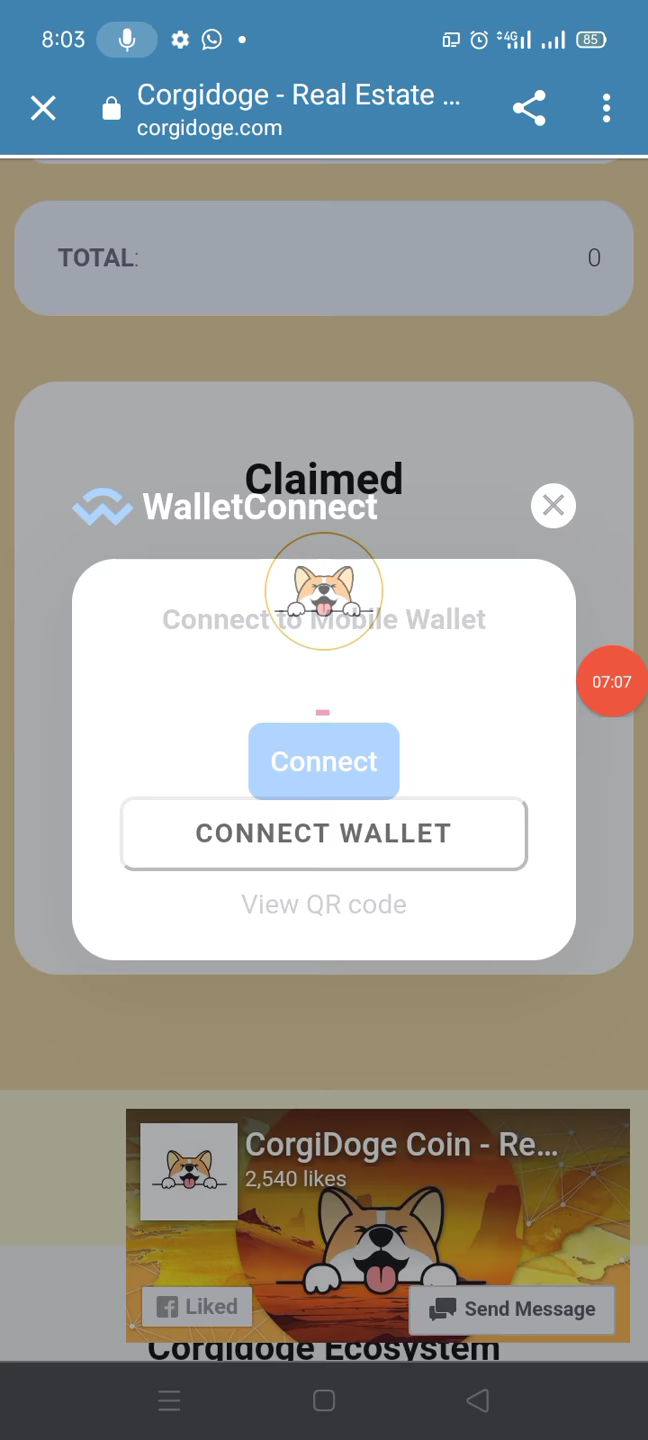 8:03
4G
85
Corgidoge - Real Estate ...
corgidoge.com
TOTAL:
0
Claimed
WalletConnect
Connect to Mobile Wallet
07:07
-
Connect
CONNECT WALLET
View QR code
CorgiDoge Coin - Re...
2,540 likes
Liked
Send Message
Corgidoge Ecosystem